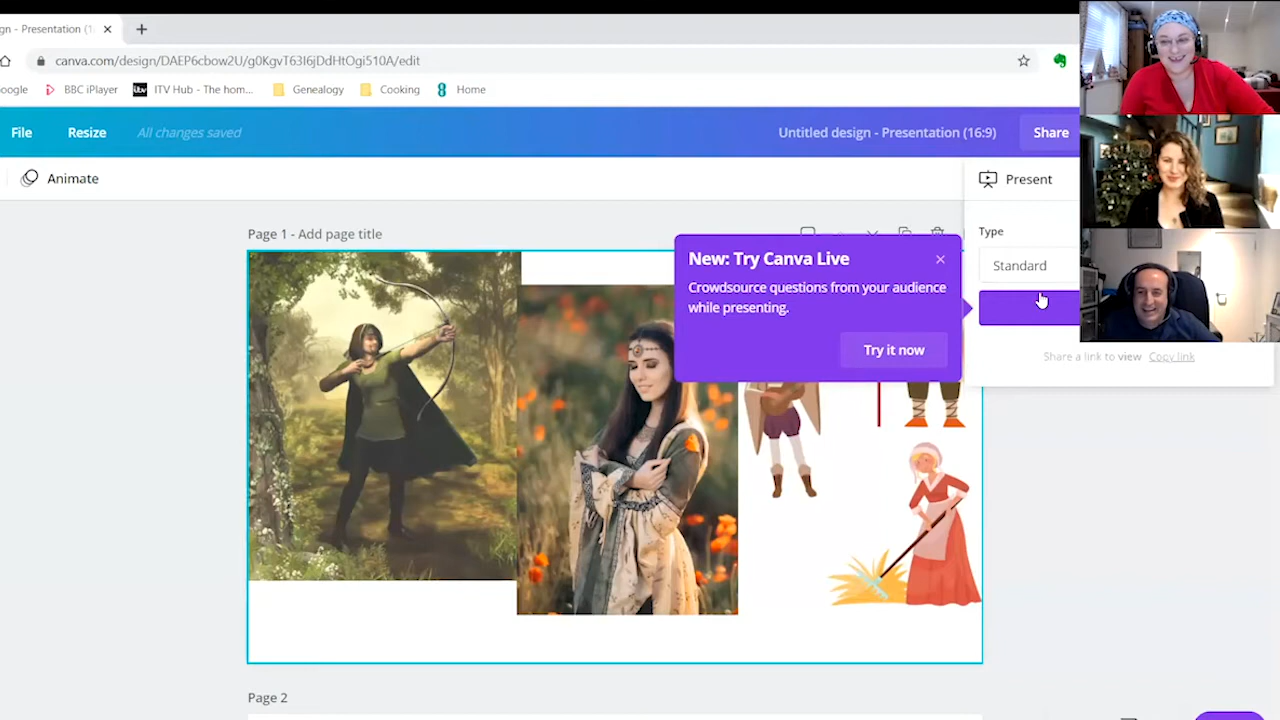 gn - Presentation (1
canva.com/design/DAEP6cbow2U/g0KgvT63I6jDdHtOgi510A/edit
oogle BBC iPlayer itv ITV Hub - The hom... Genealogy Cooking Home
File Resize All changes saved Untitled design - Presentation (16:9) Share
Animate Present
Page 1 - Add page title
Type
New: Try Canva Live
Standard
Crowdsource questions from your audience
while presenting.
Try it now
Share a link to view Copy link
Page 2